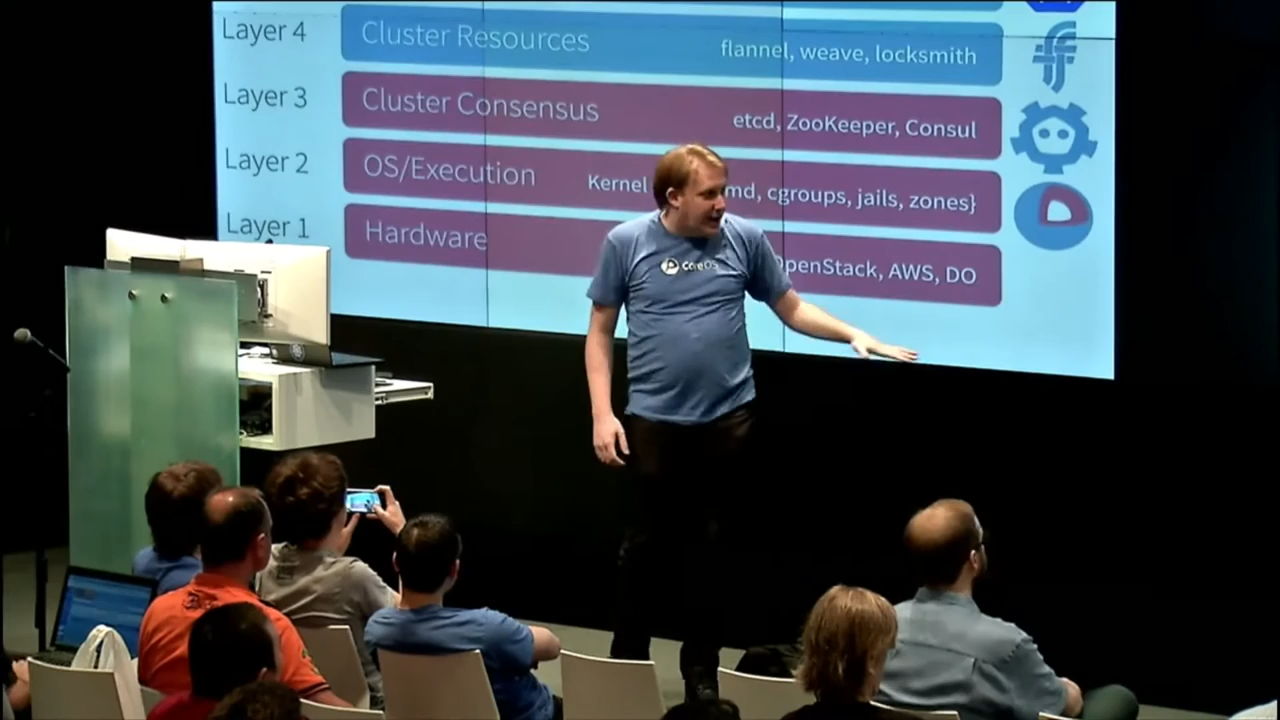 Layer 4 Cluster Resources flannel, weave, locksmith
Layer 3 Cluster Consensus etcd, ZooKeeper, Consul
Layer 2 OS/Execution Kernel md, cgroups, jails, zones}
Layer 1 Hardware OpenStack, AWS, DO
CoreOS